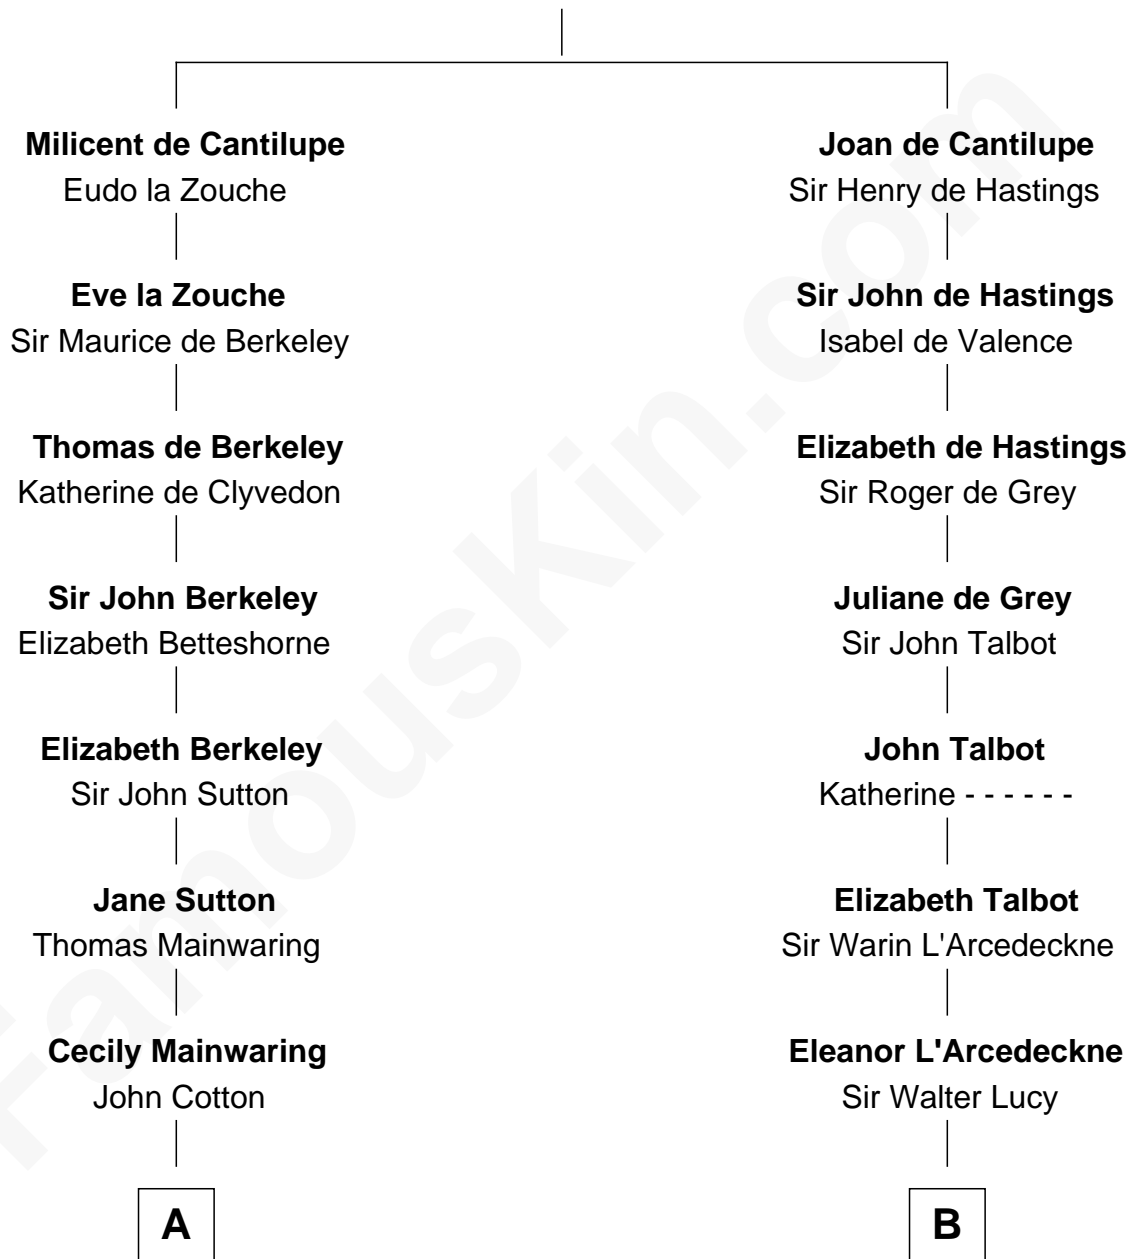 Milicent de Cantilupe
Eudo la Zouche
Eve la Zouche
Sir Maurice de Berkeley
Thomas de Berkeley
Katherine de Clyvedon
Sir John Berkeley
Elizabeth Betteshorne
Elizabeth Berkeley
Sir John Sutton
Jane Sutton
Thomas Mainwaring
Cecily Mainwaring
John Cotton
A
Joan de Cantilupe
Sir Henry de Hastings
Sir John de Hastings
Isabel de Valence
Elizabeth de Hastings
Sir Roger de Grey
Juliane de Grey
Sir John Talbot
John Talbot
Katherine - - - - - -
Elizabeth Talbot
Sir Warin L'Arcedeckne
Eleanor L'Arcedeckne
Sir Walter Lucy
B
FamousKin.com